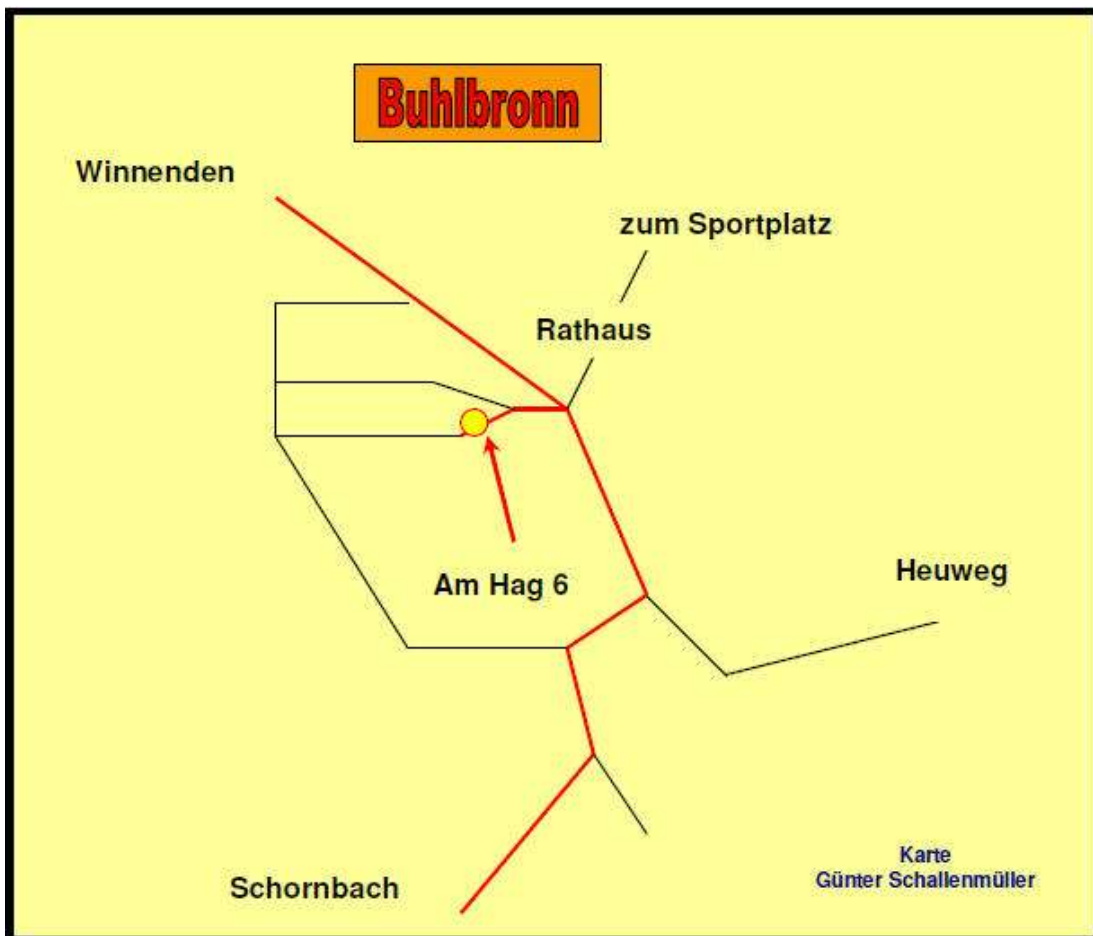 Buhlbronn
Winnenden
zum Sportplatz
Rathaus
Am Hag 6
Heuweg
Schornbach
Karte
Günter Schallenmüller